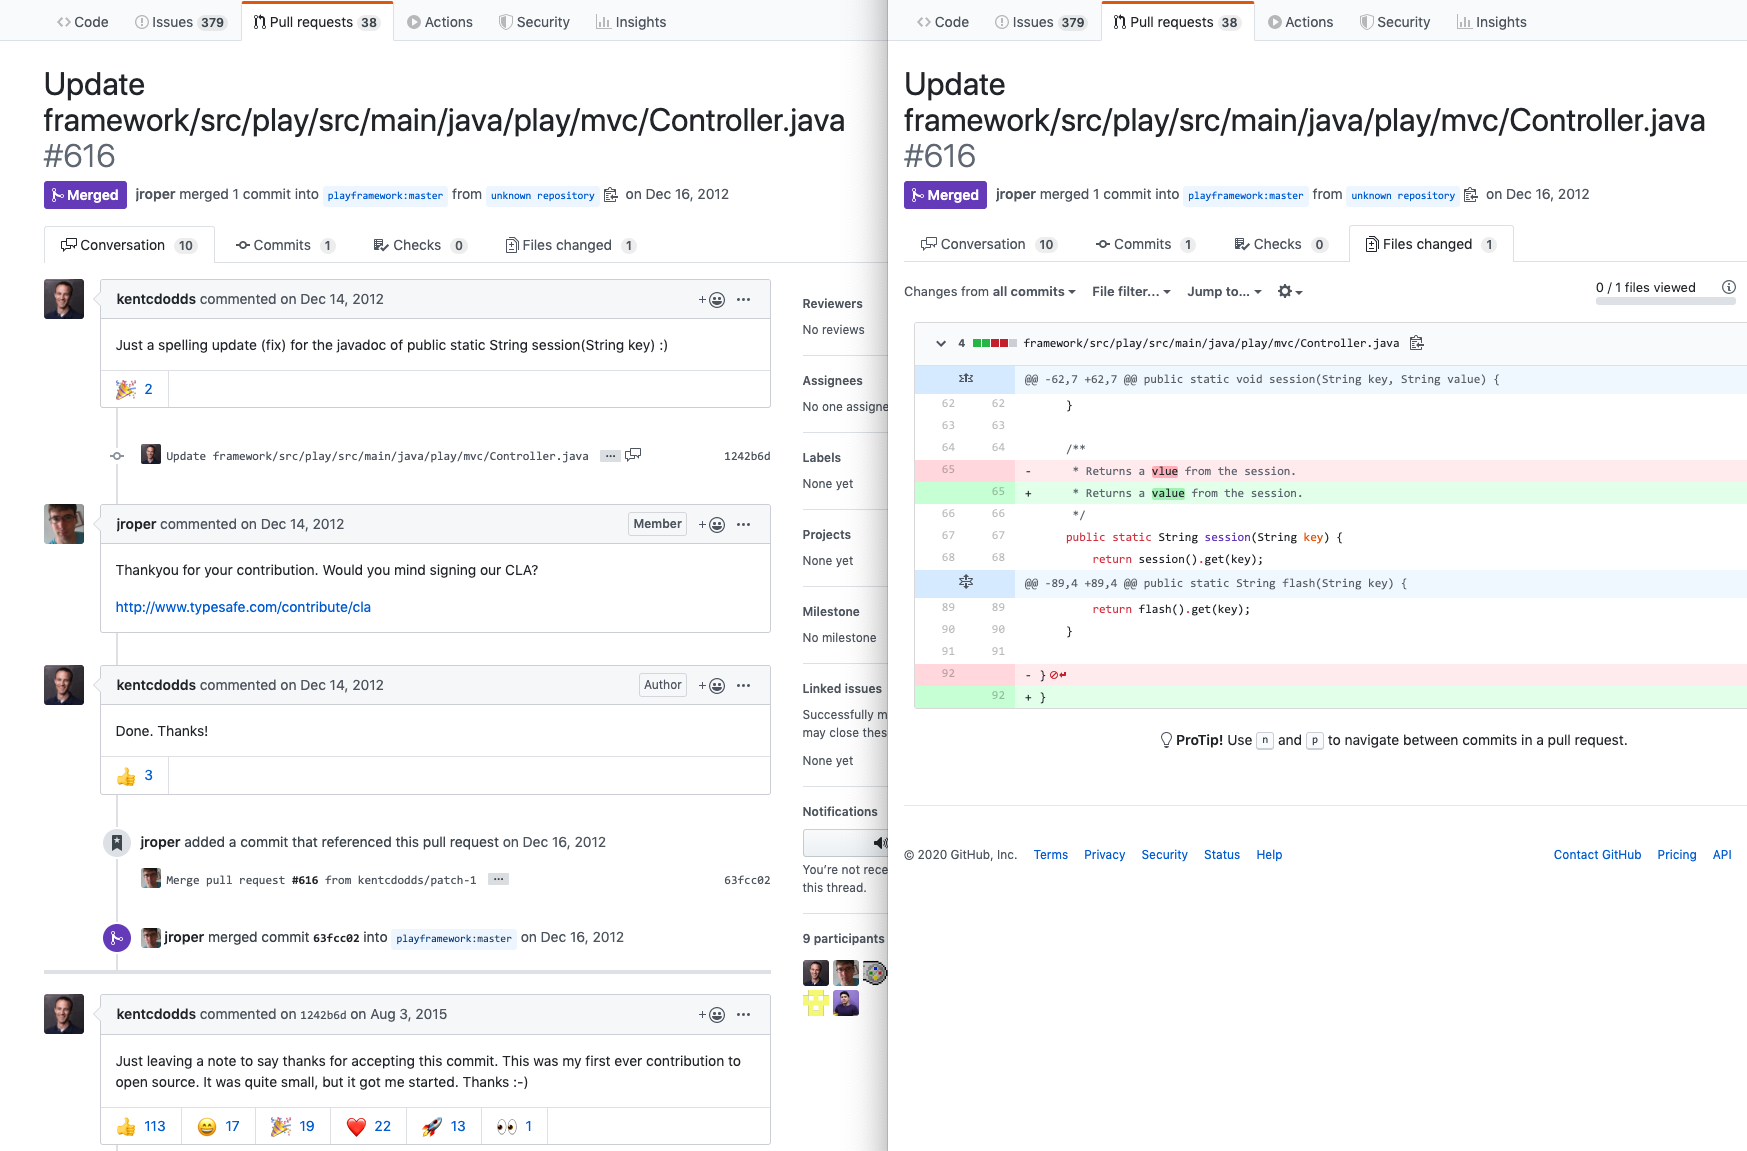 Code Issues 379 Pull requests 38 Actions Security Insights
Update
framework/src/play/src/main/java/play/mvc/Controller.java
#616
Merged jroper merged 1 commit into playframework:master from unknown repository on Dec 16, 2012
Conversation 10 Commits 1 Checks 0 Files changed 1
kentcdodds commented on Dec 14, 2012
Just a spelling update (fix) for the javadoc of public static String session(String key) :)
2
Update framework/src/play/src/main/java/play/mvc/Controller.java ... 1242b6d
jroper commented on Dec 14, 2012 Member
Thankyou for your contribution. Would you mind signing our CLA?
http://www.typesafe.com/contribute/cla
kentcdodds commented on Dec 14, 2012 Author
Done. Thanks!
3
jroper added a commit that referenced this pull request on Dec 16, 2012
Merge pull request #616 from kentcdodds/patch-1 ... 63fcc02
jroper merged commit 63fcc02 into playframework:master on Dec 16, 2012
kentcdodds commented on 1242b6d on Aug 3, 2015
Just leaving a note to say thanks for accepting this commit. This was my first ever contribution to
open source. It was quite small, but it got me started. Thanks :-)
113 17 19 22 13 1
Reviewers
No reviews
Assignees
No one assigne
Labels
None yet
Projects
None yet
Milestone
No milestone
Linked issues
Successfully m
may close thes
None yet
Notifications
You're not rece
this thread.
9 participants
Code Issues 379 Pull requests 38 Actions Security Insights
Update
framework/src/play/src/main/java/play/mvc/Controller.java
#616
Merged jroper merged 1 commit into playframework:master from unknown repository on Dec 16, 2012
Conversation 10 Commits 1 Checks 0 Files changed 1
Changes from all commits File filter... Jump to... 0 / 1 files viewed
4 framework/src/play/src/main/java/play/mvc/Controller.java
@@ -62,7 +62,7 @@ public static void session(String key, String value) {
62 62 }
63 63
64 64 /**
65 - * Returns a vlue from the session.
65 + * Returns a value from the session.
66 66 */
67 67 public static String session(String key) {
68 68 return session().get(key);
@@ -89,4 +89,4 @@ public static String flash(String key) {
89 89 return flash().get(key);
90 90 }
91 91
92 - }
92 + }
ProTip! Use n and p to navigate between commits in a pull request.
© 2020 GitHub, Inc. Terms Privacy Security Status Help Contact GitHub Pricing API